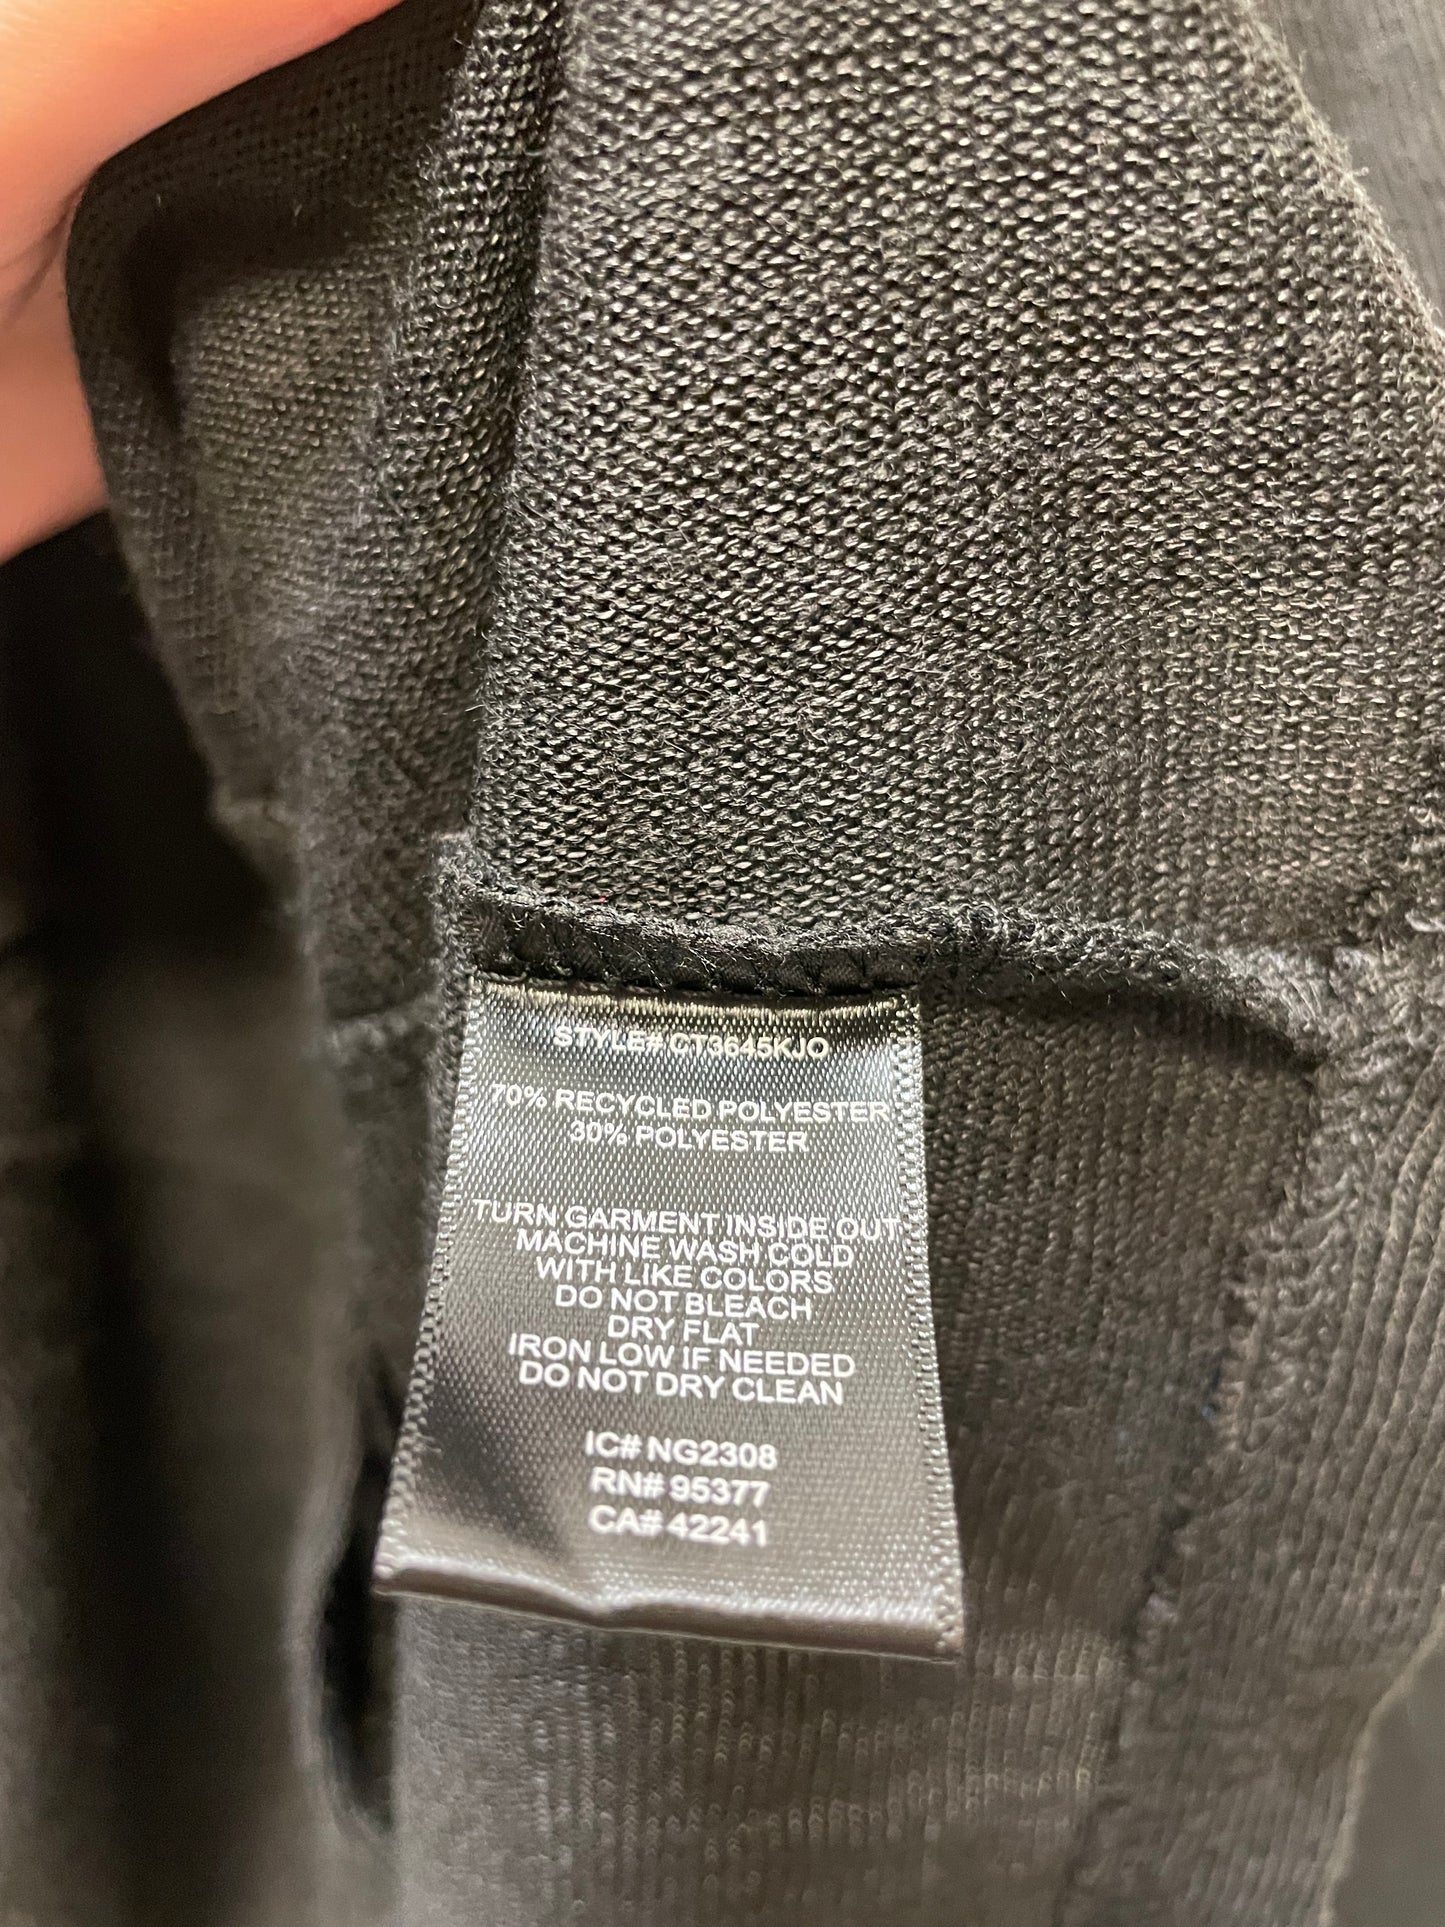 STYLE# CT3645KJO
70% RECYCLED POLYESTER
30% POLYESTER
TURN GARMENT INSIDE OUT
MACHINE WASH COLD
WITH LIKE COLORS
DO NOT BLEACH
DRY FLAT
IRON LOW IF NEEDED
DO NOT DRY CLEAN
IC# NG2308
RN# 95377
CA# 42241